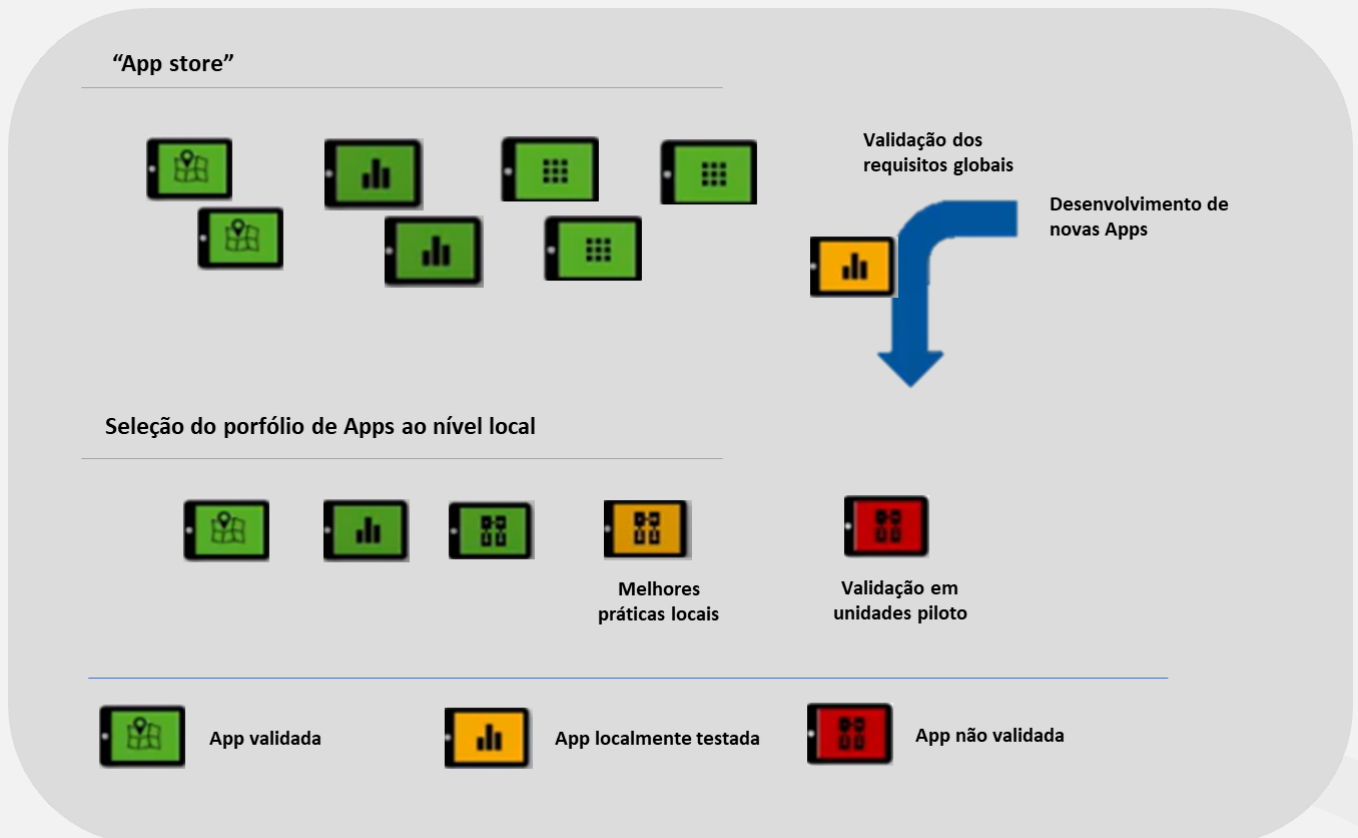 “App store”
Validação dos
requisitos globais
Desenvolvimento de
novas Apps
Seleção do porfólio de Apps ao nível local
Melhores
práticas locais
Validação em
unidades piloto
App validada
App localmente testada
App não validada